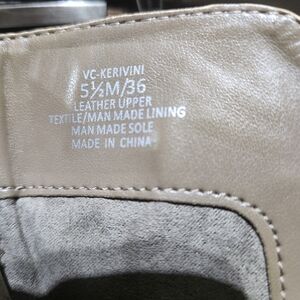 VC-KERIVINI
5½M/36
LEATHER UPPER
TEXTILE/MAN MADE LINING
MAN MADE SOLE
MADE IN CHINA